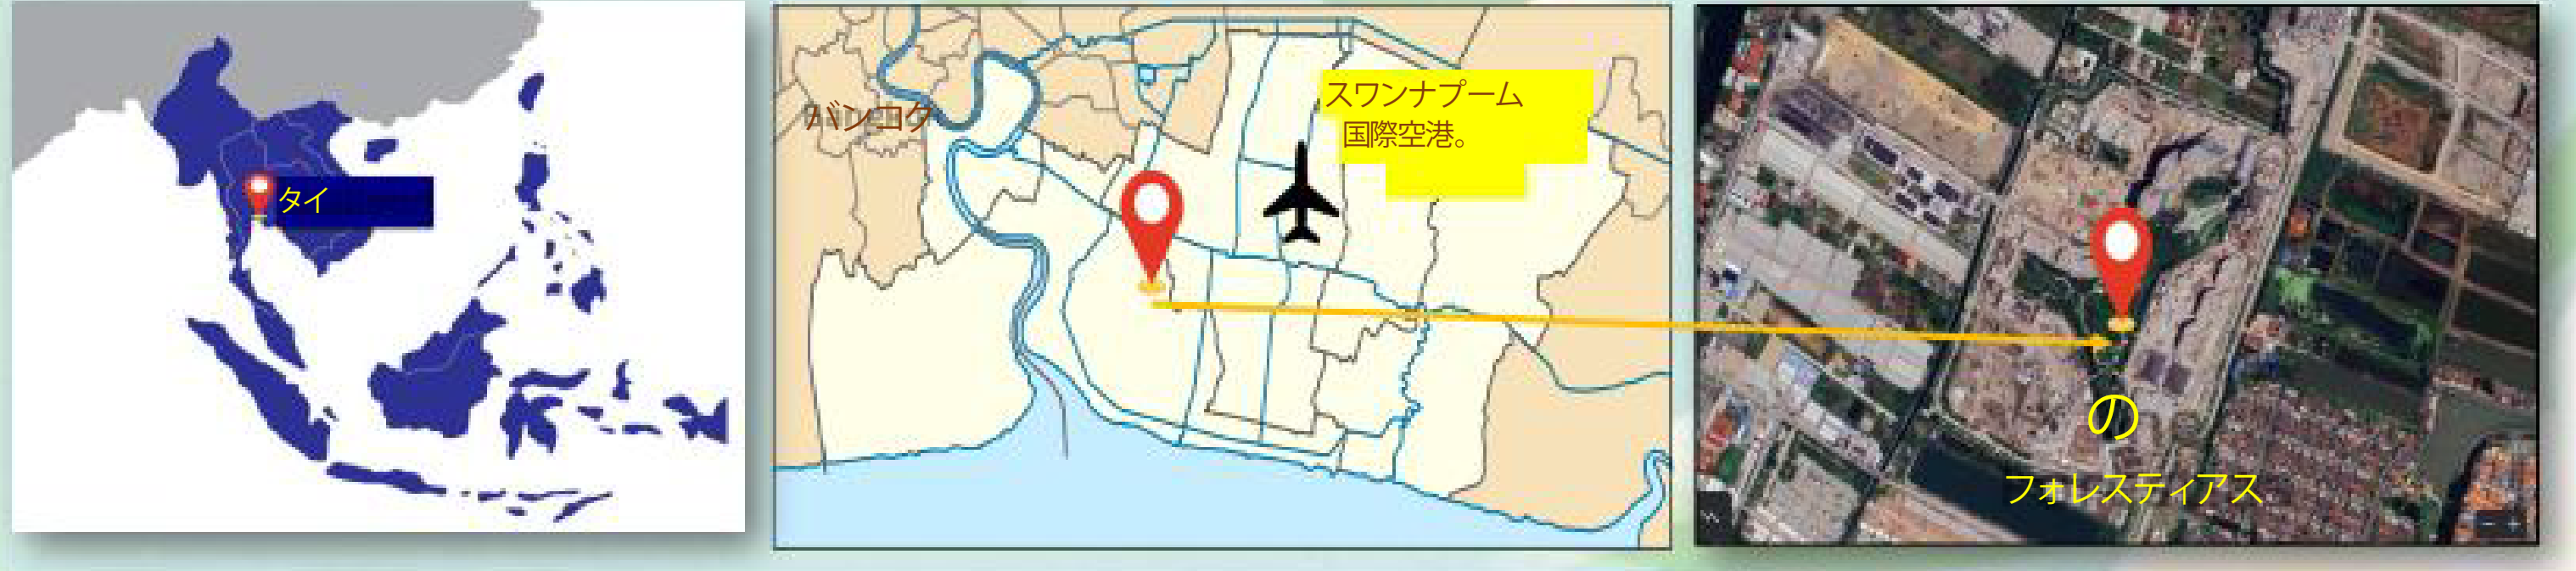 タイ
バンコク
スワンナプーム
国際空港。
の
フォレスティアス